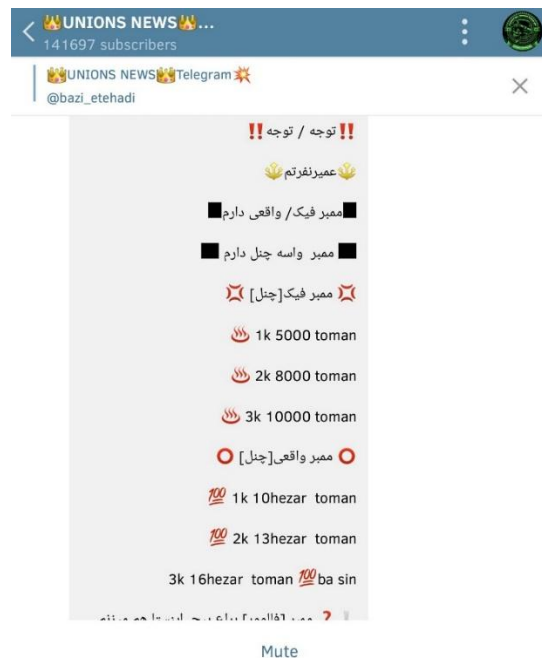 👑UNIONS NEWS👑...
141697 subscribers
👑UNIONS NEWS👑Telegram💥
@bazi_etehadi
‼️ توجه / توجه ‼️
🔱عمیرنفرتم🔱
⬛ممبر فیک/ واقعی دارم⬛
⬛ ممبر واسه چنل دارم ⬛
💢 ممبر فیک[چنل] 💢
♨️ 1k 5000 toman
♨️ 2k 8000 toman
♨️ 3k 10000 toman
⭕ ممبر واقعی[چنل] ⭕
💯 1k 10hezar toman
💯 2k 13hezar toman
3k 16hezar toman 💯ba sin
Mute